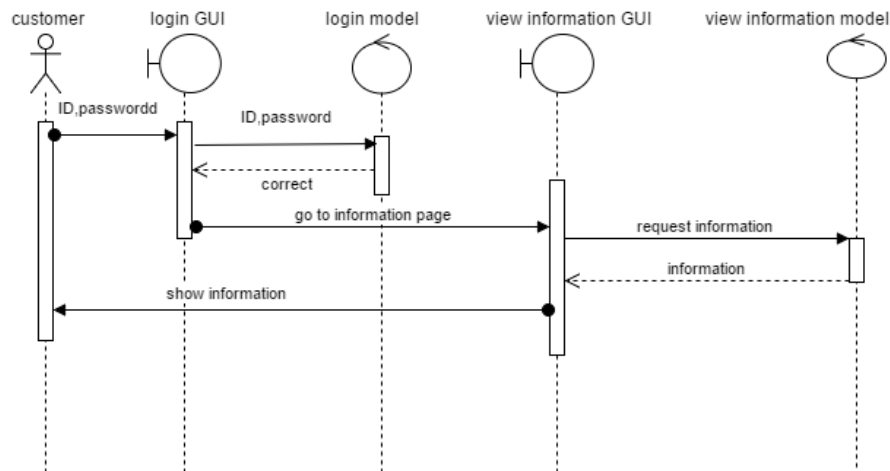 customer
login GUI
login model
view information GUI
view information model
ID,passwordd
ID,password
correct
go to information page
request information
information
show information